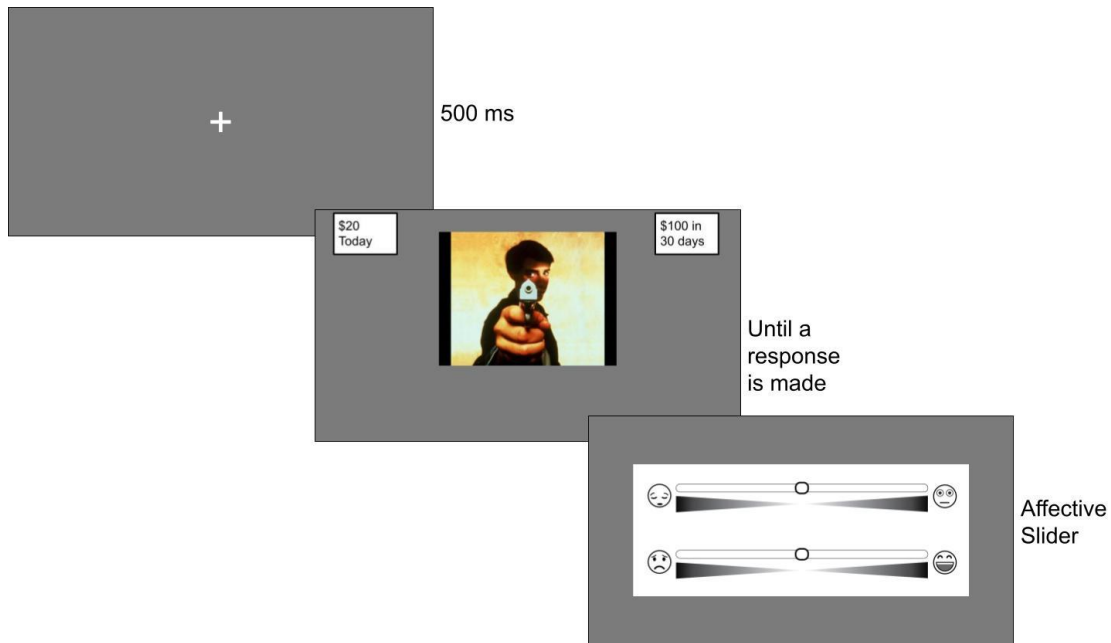 500 ms
$20
Today
$100 in
30 days
Until a
response
is made
Affective
Slider